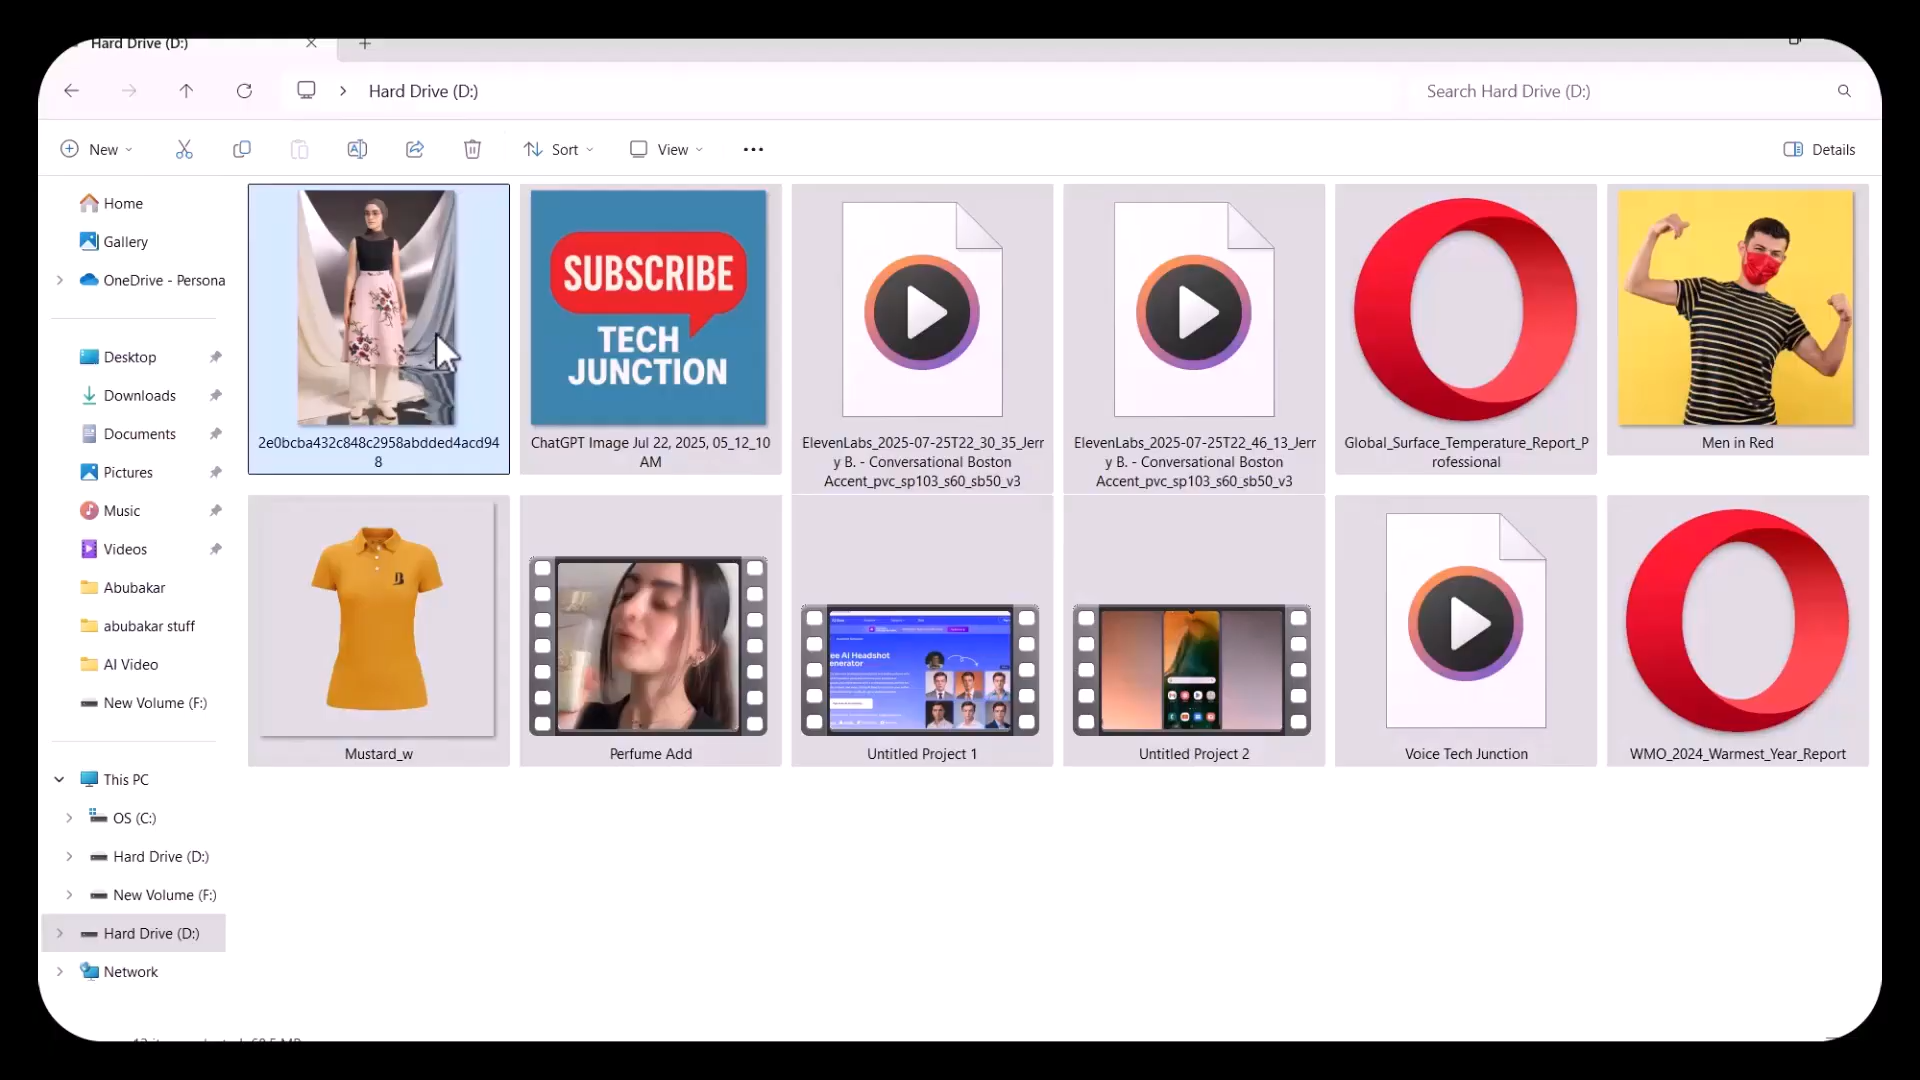 Hard Drive (D:)
Hard Drive (D:)
Search Hard Drive (D:)
New
Sort
View
Details
Home
Gallery
OneDrive - Persona
Desktop
Downloads
Documents
Pictures
Music
Videos
Abubakar
abubakar stuff
AI Video
New Volume (F:)
This PC
OS (C:)
Hard Drive (D:)
New Volume (F:)
Hard Drive (D:)
Network
2e0bcba432c848c2958abdded4acd94
8
SUBSCRIBE
TECH
JUNCTION
ChatGPT Image Jul 22, 2025, 05_12_10
AM
ElevenLabs_2025-07-25T22_30_35_Jerr
y B. - Conversational Boston
Accent_pvc_sp103_s60_sb50_v3
ElevenLabs_2025-07-25T22_46_13_Jerr
y B. - Conversational Boston
Accent_pvc_sp103_s60_sb50_v3
Global_Surface_Temperature_Report_P
rofessional
Men in Red
B
Mustard_w
Perfume Add
ee AI Headshot
enerator
Untitled Project 1
Untitled Project 2
Voice Tech Junction
WMO_2024_Warmest_Year_Report